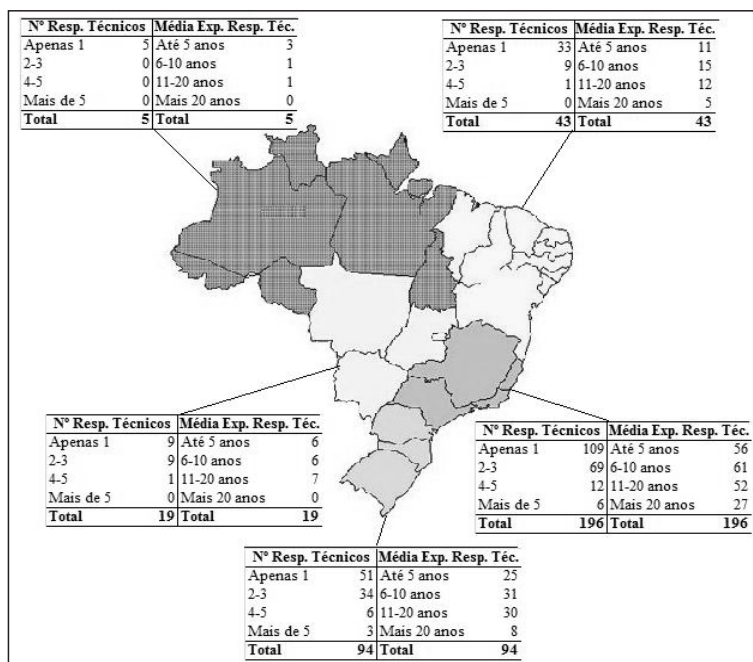 Nº Resp. Técnicos Média Exp. Resp. Téc.
Apenas 1 5 Até 5 anos 3
2-3 0 6-10 anos 1
4-5 0 11-20 anos 1
Mais de 5 0 Mais 20 anos 0
Total 5 Total 5
Nº Resp. Técnicos Média Exp. Resp. Téc.
Apenas 1 33 Até 5 anos 11
2-3 9 6-10 anos 15
4-5 1 11-20 anos 12
Mais de 5 0 Mais 20 anos 5
Total 43 Total 43
Nº Resp. Técnicos Média Exp. Resp. Téc.
Apenas 1 9 Até 5 anos 6
2-3 9 6-10 anos 6
4-5 1 11-20 anos 7
Mais de 5 0 Mais 20 anos 0
Total 19 Total 19
Nº Resp. Técnicos Média Exp. Resp. Téc.
Apenas 1 109 Até 5 anos 56
2-3 69 6-10 anos 61
4-5 12 11-20 anos 52
Mais de 5 6 Mais 20 anos 27
Total 196 Total 196
Nº Resp. Técnicos Média Exp. Resp. Téc.
Apenas 1 51 Até 5 anos 25
2-3 34 6-10 anos 31
4-5 6 11-20 anos 30
Mais de 5 3 Mais 20 anos 8
Total 94 Total 94